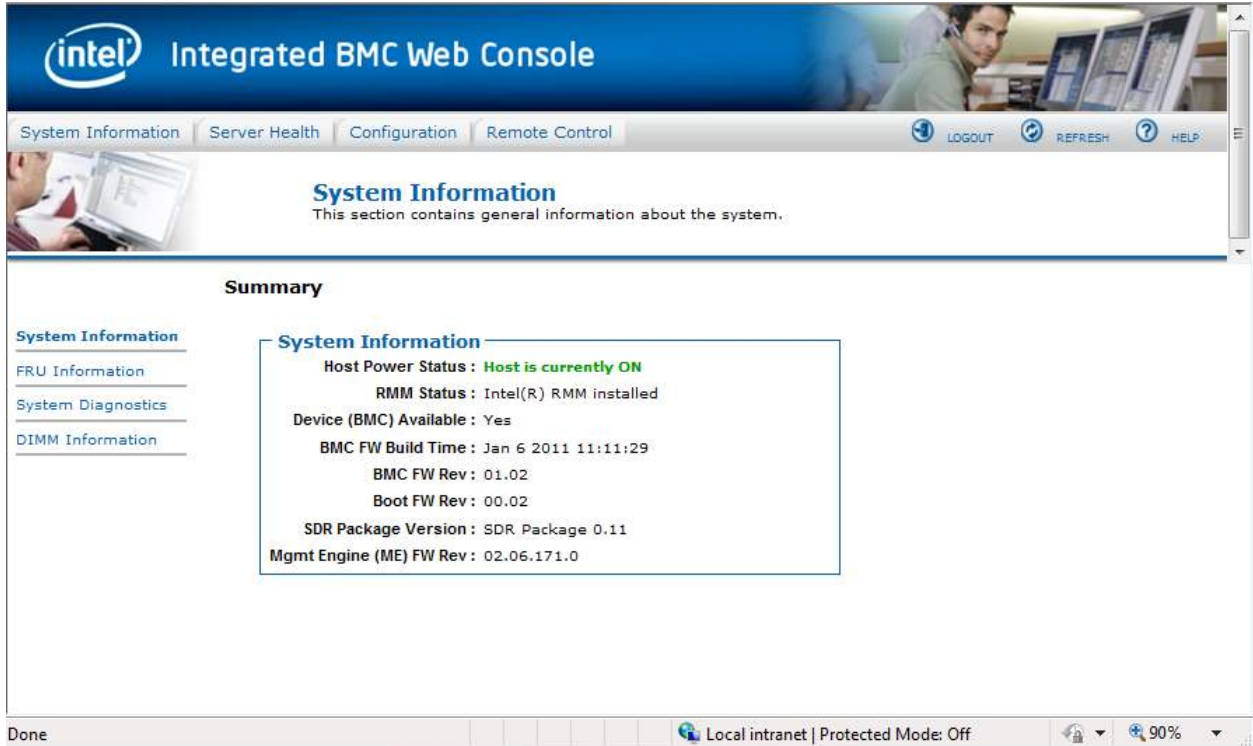 intel Integrated BMC Web Console
System Information Server Health Configuration Remote Control LOGOUT REFRESH HELP
System Information
This section contains general information about the system.
Summary
System Information
FRU Information
System Diagnostics
DIMM Information
System Information
Host Power Status : Host is currently ON
RMM Status : Intel(R) RMM installed
Device (BMC) Available : Yes
BMC FW Build Time : Jan 6 2011 11:11:29
BMC FW Rev : 01.02
Boot FW Rev : 00.02
SDR Package Version : SDR Package 0.11
Mgmt Engine (ME) FW Rev : 02.06.171.0
Done Local intranet | Protected Mode: Off 90%